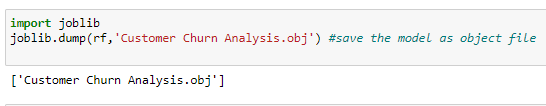 import joblib
joblib.dump(rf,'Customer Churn Analysis.obj') #save the model as object file
['Customer Churn Analysis.obj']